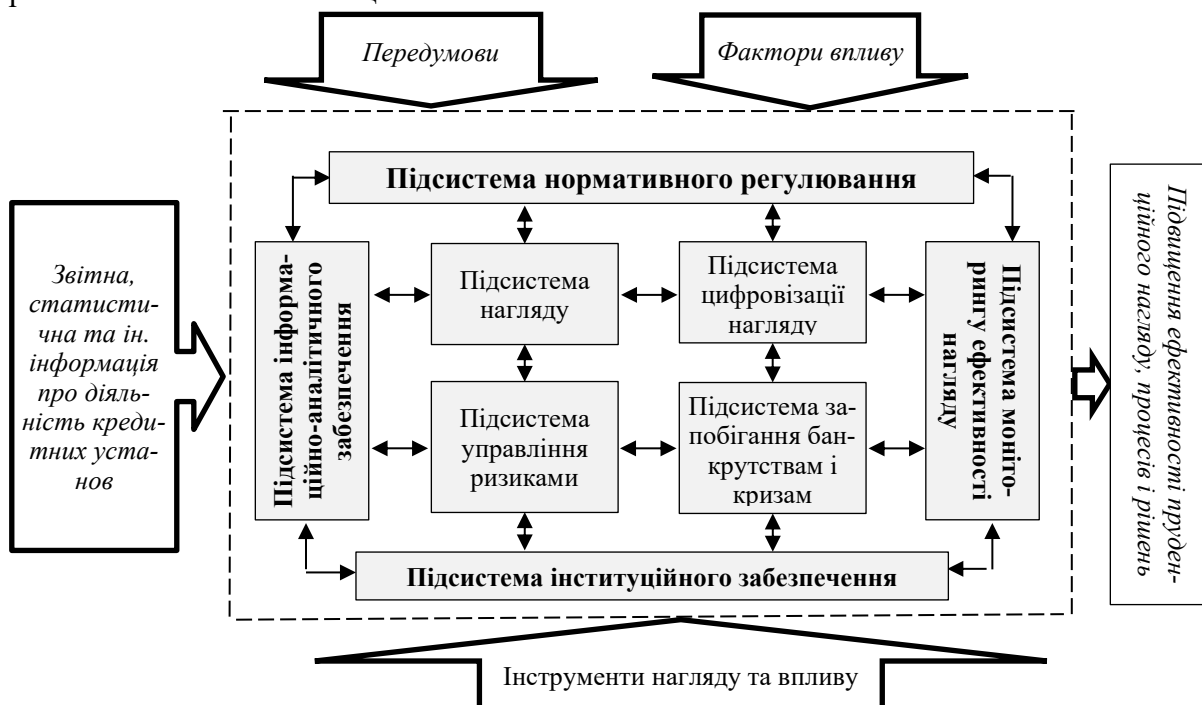 Передумови
Фактори впливу
Підсистема нормативного регулювання
Звітна,
статисти-
чна та ін.
інформація
про діяль-
ність креди-
тних уста-
нов
Підсистема інформа-
ційно-аналітичного
забезпечення
Підсистема
нагляду
Підсистема
цифровізації
нагляду
Підсистема
управління
ризиками
Підсистема за-
побігання бан-
крутствам і
кризам
Підсистема моніто-
рингу ефективності
нагляду
Підвищення ефективності пруден-
ційного нагляду, процесів і рішень
Підсистема інституційного забезпечення
Інструменти нагляду та впливу